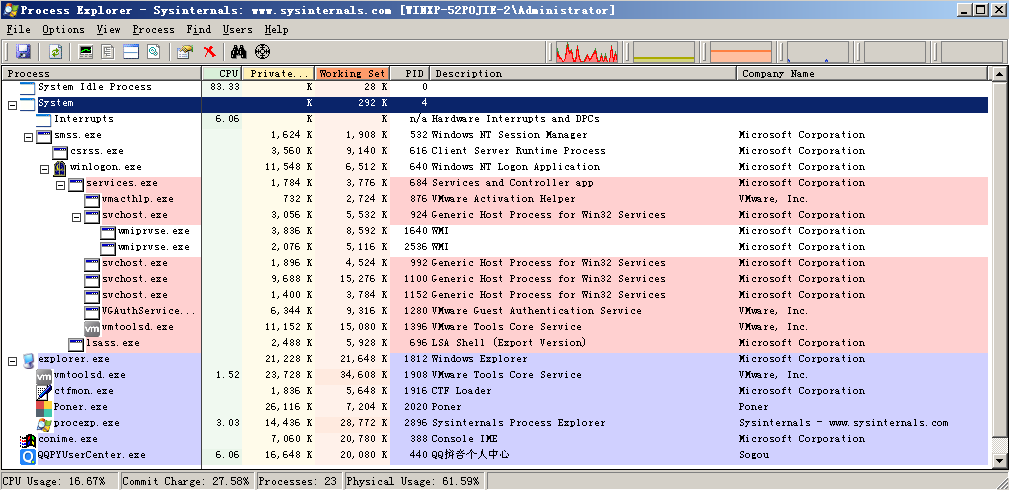 Process Explorer - Sysinternals: www.sysinternals.com [WINXP-52POJIE-2\Administrator]
File Options View Process Find Users Help
Process CPU Private... Working Set PID Description Company Name
System Idle Process 83.33 K 28 K 0
System K 292 K 4
Interrupts 6.06 K K n/a Hardware Interrupts and DPCs
smss.exe 1,624 K 1,908 K 532 Windows NT Session Manager Microsoft Corporation
csrss.exe 3,560 K 9,140 K 616 Client Server Runtime Process Microsoft Corporation
winlogon.exe 11,548 K 6,512 K 640 Windows NT Logon Application Microsoft Corporation
services.exe 1,784 K 3,776 K 684 Services and Controller app Microsoft Corporation
vmacthlp.exe 732 K 2,724 K 876 VMware Activation Helper VMware, Inc.
svchost.exe 3,056 K 5,532 K 924 Generic Host Process for Win32 Services Microsoft Corporation
wmiprvse.exe 3,836 K 8,592 K 1640 WMI Microsoft Corporation
wmiprvse.exe 2,076 K 5,116 K 2536 WMI Microsoft Corporation
svchost.exe 1,896 K 4,524 K 992 Generic Host Process for Win32 Services Microsoft Corporation
svchost.exe 9,688 K 15,276 K 1100 Generic Host Process for Win32 Services Microsoft Corporation
svchost.exe 1,400 K 3,784 K 1152 Generic Host Process for Win32 Services Microsoft Corporation
VGAuthService... 6,344 K 9,316 K 1280 VMware Guest Authentication Service VMware, Inc.
vmtoolsd.exe 11,152 K 15,080 K 1396 VMware Tools Core Service VMware, Inc.
lsass.exe 2,488 K 5,928 K 696 LSA Shell (Export Version) Microsoft Corporation
explorer.exe 21,228 K 21,648 K 1812 Windows Explorer Microsoft Corporation
vmtoolsd.exe 1.52 23,728 K 34,608 K 1908 VMware Tools Core Service VMware, Inc.
ctfmon.exe 1,836 K 5,648 K 1916 CTF Loader Microsoft Corporation
Poner.exe 26,116 K 7,204 K 2020 Poner Poner
procexp.exe 3.03 14,436 K 28,772 K 2896 Sysinternals Process Explorer Sysinternals - www.sysinternals.com
conime.exe 7,060 K 20,780 K 388 Console IME Microsoft Corporation
QQPYUserCenter.exe 6.06 16,648 K 20,080 K 440 QQ拼音个人中心 Sogou
CPU Usage: 16.67% Commit Charge: 27.58% Processes: 23 Physical Usage: 61.59%